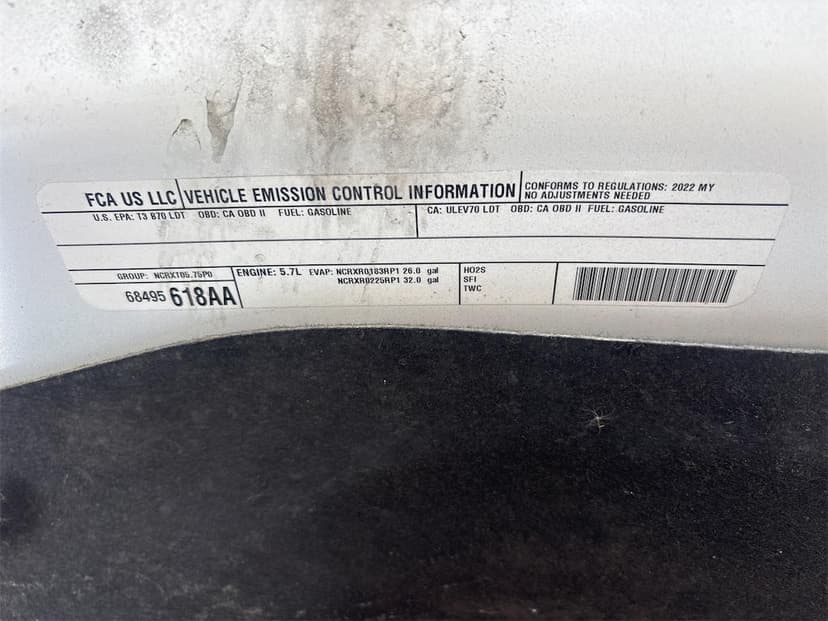 FCA US LLC VEHICLE EMISSION CONTROL INFORMATION
CONFORMS TO REGULATIONS: 2022 MY
NO ADJUSTMENTS NEEDED
U.S. EPA: T3 B70 LDT OBD: CA OBD II FUEL: GASOLINE
CA: ULEV70 LDT OBD: CA OBD II FUEL: GASOLINE
GROUP: NCRXT05.75P0
68495 618AA
ENGINE: 5.7L EVAP: NCRXR0183RP1 26.0 gal
NCRXR0225RP1 32.0 gal
HO2S
SFI
TWC